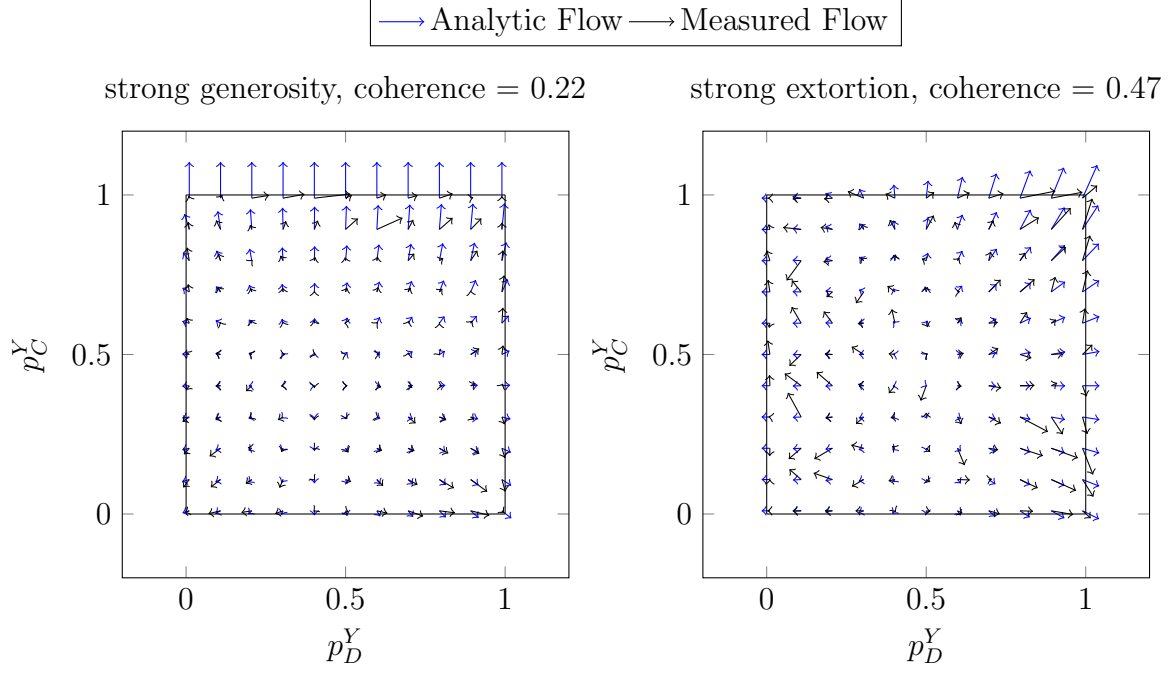 Analytic Flow Measured Flow
strong generosity, coherence = 0.22
1
0.5
0
0 0.5 1
p_D^Y
p_C^Y
strong extortion, coherence = 0.47
1
0.5
0
0 0.5 1
p_D^Y
p_C^Y